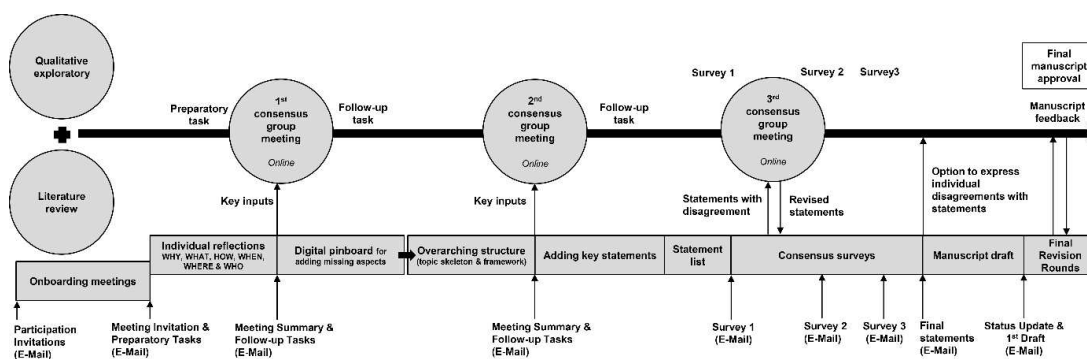 Qualitative
exploratory
Literature
review
Preparatory
task
1st
consensus
group
meeting
Online
Follow-up
task
2nd
consensus
group
meeting
Online
Follow-up
task
Survey 1
3rd
consensus
group
meeting
Online
Survey 2
Survey3
Final
manuscript
approval
Manuscript
feedback
Key inputs
Key inputs
Statements with
disagreement
Revised
statements
Option to express
individual
disagreements with
statements
Onboarding meetings
Individual reflections
WHY, WHAT, HOW, WHEN,
WHERE & WHO
Digital pinboard for
adding missing aspects
Overarching structure
(topic skeleton & framework)
Adding key statements
Statement
list
Consensus surveys
Manuscript draft
Final
Revision
Rounds
Participation
Invitations
(E-Mail)
Meeting Invitation &
Preparatory Tasks
(E-Mail)
Meeting Summary &
Follow-up Tasks
(E-Mail)
Meeting Summary &
Follow-up Tasks
(E-Mail)
Survey 1
(E-Mail)
Survey 2
(E-Mail)
Survey 3
(E-Mail)
Final
statements
(E-Mail)
Status Update &
1st Draft
(E-Mail)